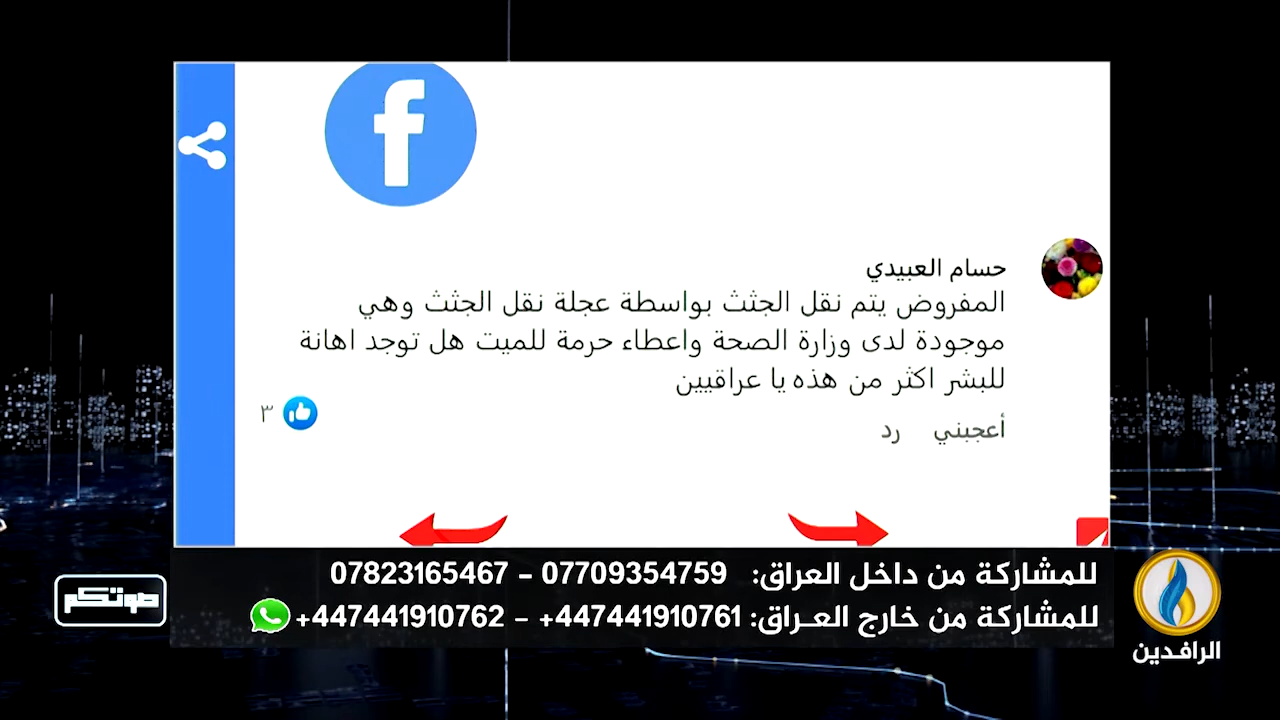 حسام العبيدي
المفروض يتم نقل الجثث بواسطة عجلة نقل الجثث وهي
موجودة لدى وزارة الصحة واعطاء حرمة للميت هل توجد اهانة
للبشر اكثر من هذه يا عراقيين
٣
أعجبني رد
للمشاركة من داخل العراق: 07709354759 - 07823165467
للمشاركة من خارج العـراق: 447441910761+ - 447441910762+
صوتكم
الرافدين